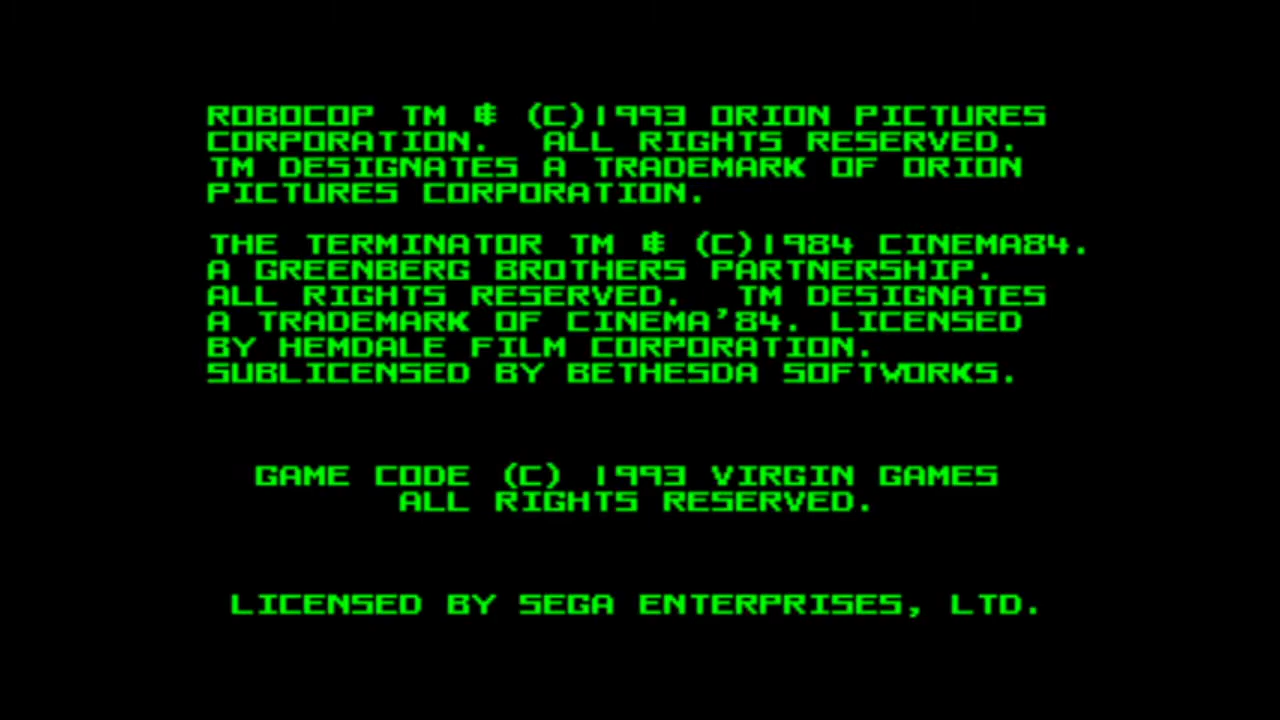 ROBOCOP TM & (C)1993 ORION PICTURES
CORPORATION.  ALL RIGHTS RESERVED.
TM DESIGNATES A TRADEMARK OF ORION
PICTURES CORPORATION.
THE TERMINATOR TM & (C)1984 CINEMA84.
A GREENBERG BROTHERS PARTNERSHIP.
ALL RIGHTS RESERVED.  TM DESIGNATES
A TRADEMARK OF CINEMA'84. LICENSED
BY HEMDALE FILM CORPORATION.
SUBLICENSED BY BETHESDA SOFTWORKS.
GAME CODE (C) 1993 VIRGIN GAMES
ALL RIGHTS RESERVED.
LICENSED BY SEGA ENTERPRISES, LTD.